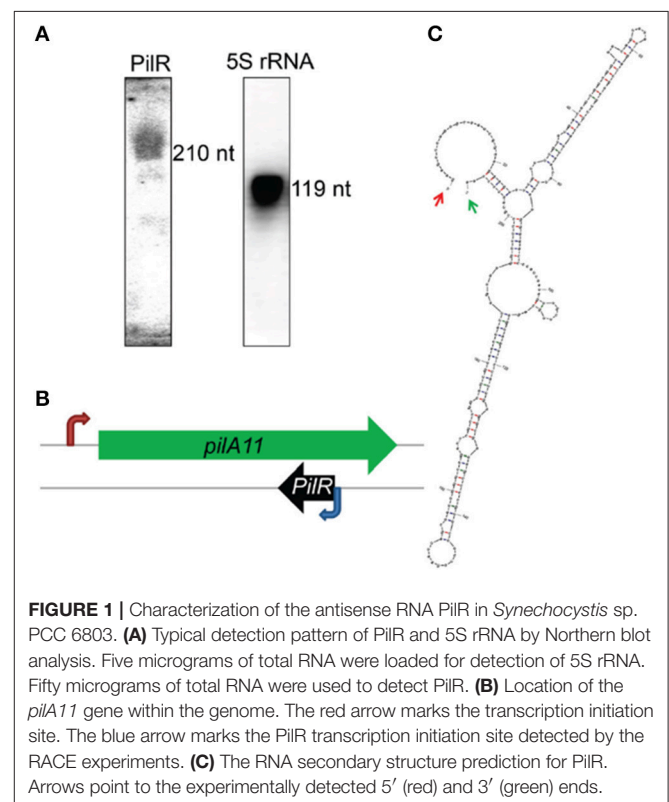 A
C
PilR
5S rRNA
210 nt
119 nt
B
pilA11
PilR
FIGURE 1 | Characterization of the antisense RNA PilR in Synechocystis sp.
PCC 6803. (A) Typical detection pattern of PilR and 5S rRNA by Northern blot
analysis. Five micrograms of total RNA were loaded for detection of 5S rRNA.
Fifty micrograms of total RNA were used to detect PilR. (B) Location of the
pilA11 gene within the genome. The red arrow marks the transcription initiation
site. The blue arrow marks the PilR transcription initiation site detected by the
RACE experiments. (C) The RNA secondary structure prediction for PilR.
Arrows point to the experimentally detected 5′ (red) and 3′ (green) ends.